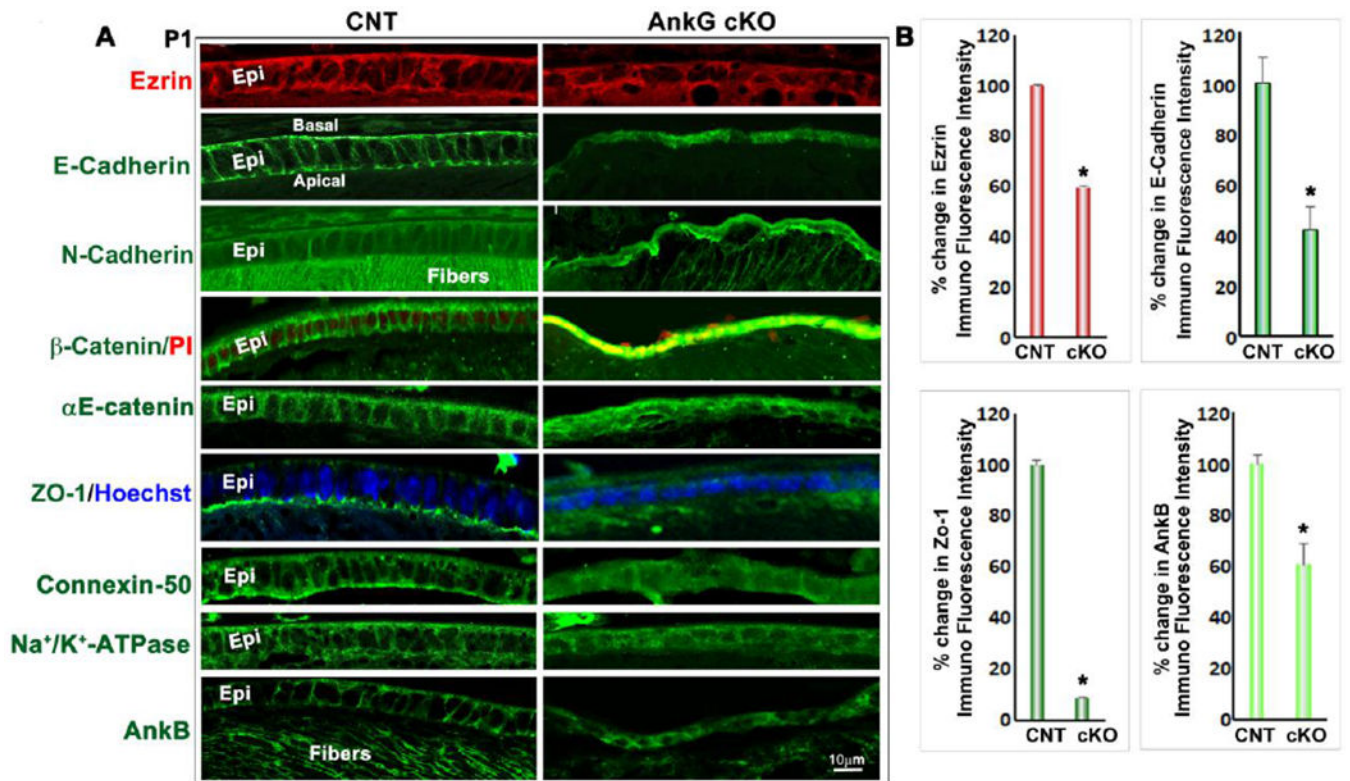 A
P1
CNT
AnkG cKO
Ezrin
Epi
E-Cadherin
Basal
Epi
Apical
N-Cadherin
Epi
Fibers
β-Catenin/PI
Epi
αE-catenin
Epi
ZO-1/Hoechst
Epi
Connexin-50
Epi
Na⁺/K⁺-ATPase
Epi
AnkB
Epi
Fibers
10μm
B
% change in Ezrin
Immuno Fluorescence Intensity
120
100
80
60
40
20
0
*
CNT cKO
% change in E-Cadherin
Immuno Fluorescence Intensity
120
100
80
60
40
20
0
*
CNT cKO
% change in Zo-1
Immuno Fluorescence Intensity
120
100
80
60
40
20
0
*
CNT cKO
% change in AnkB
Immuno Fluorescence Intensity
120
100
80
60
40
20
0
*
CNT cKO